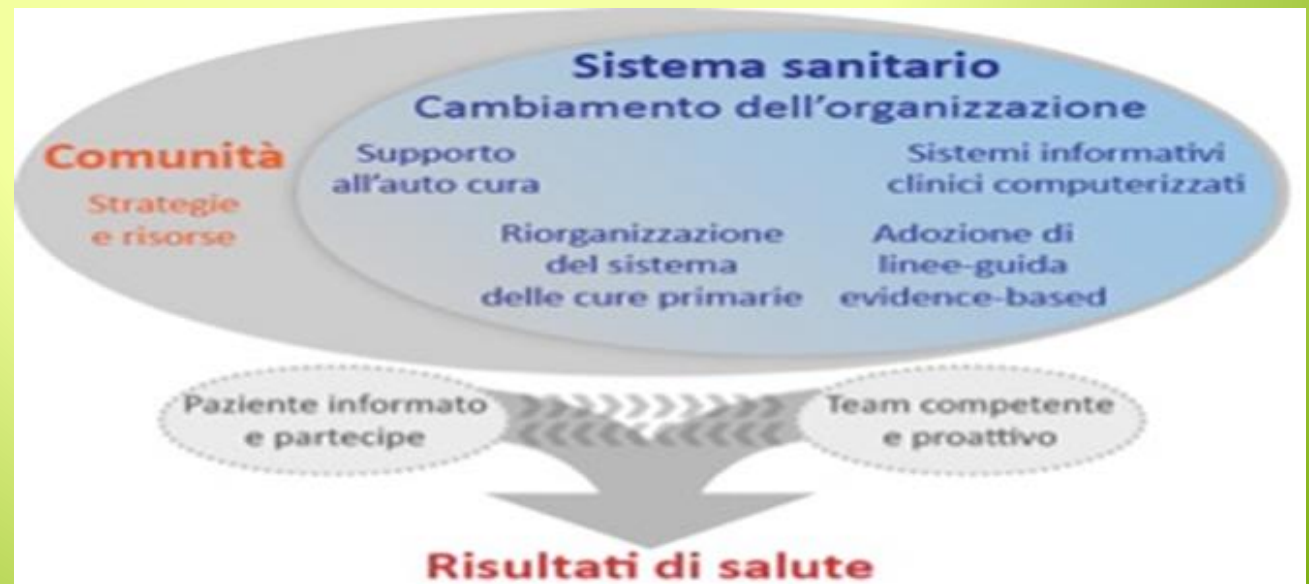 Sistema sanitario
Cambiamento dell'organizzazione
Comunità
Strategie
e risorse
Supporto
all'auto cura
Sistemi informativi
clinici computerizzati
Riorganizzazione
del sistema
delle cure primarie
Adozione di
linee-guida
evidence-based
Paziente informato
e partecipe
Team competente
e proattivo
Risultati di salute